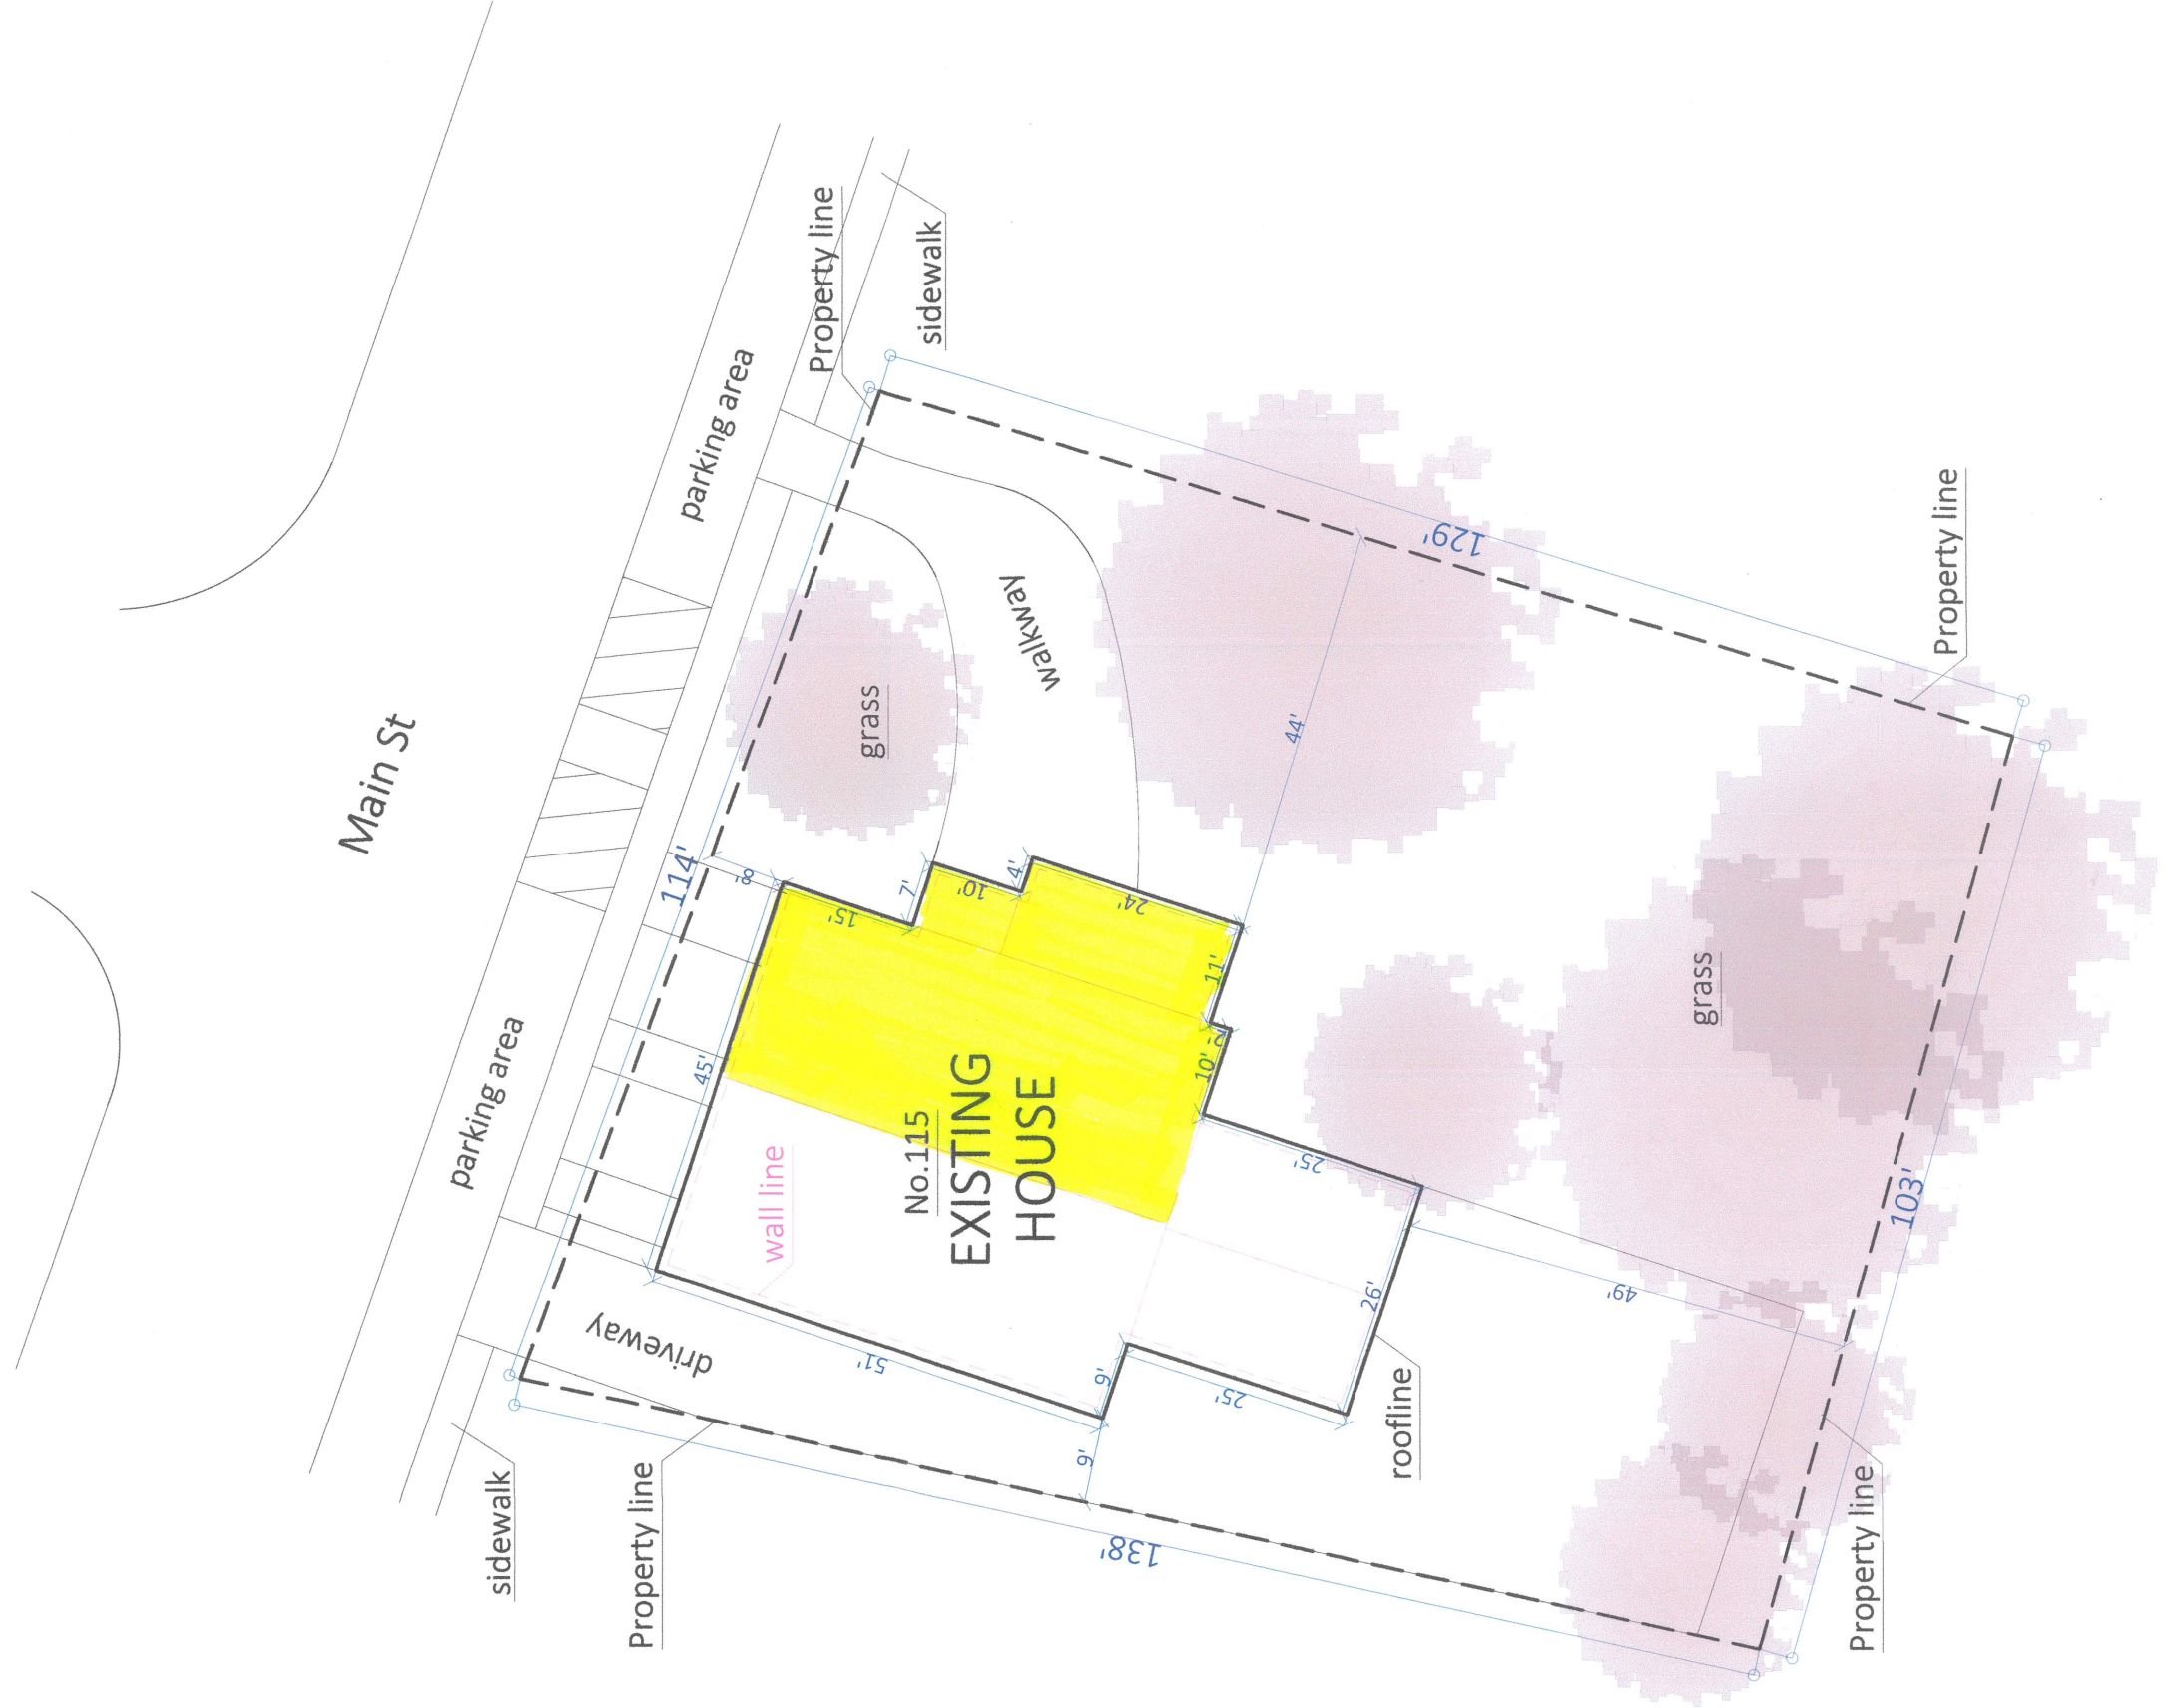 Main St
parking area
parking area
Property line
sidewalk
114'
grass
walkway
129'
8'
15'
7'
10'
4'
24'
44'
45'
11'
2'
10'
wall line
No.115
EXISTING
HOUSE
driveway
51'
9'
25'
25'
26'
9'
49'
roofline
grass
Property line
103'
138'
sidewalk
Property line
Property line